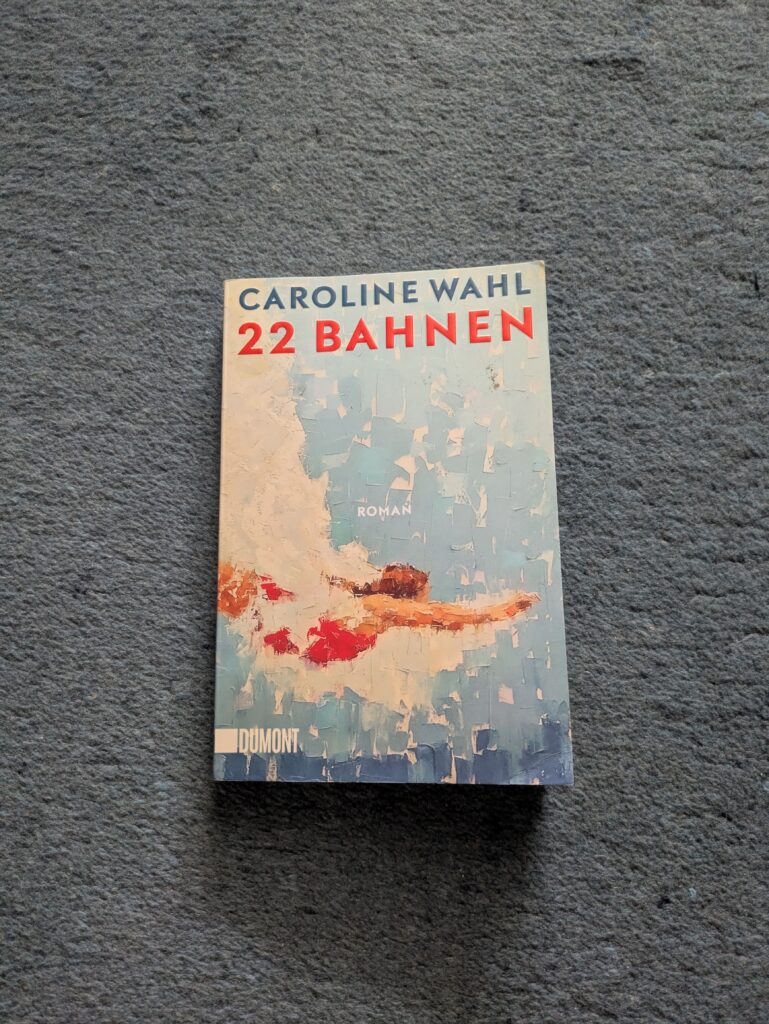 CAROLINE WAHL
22 BAHNEN
ROMAN
DUMONT